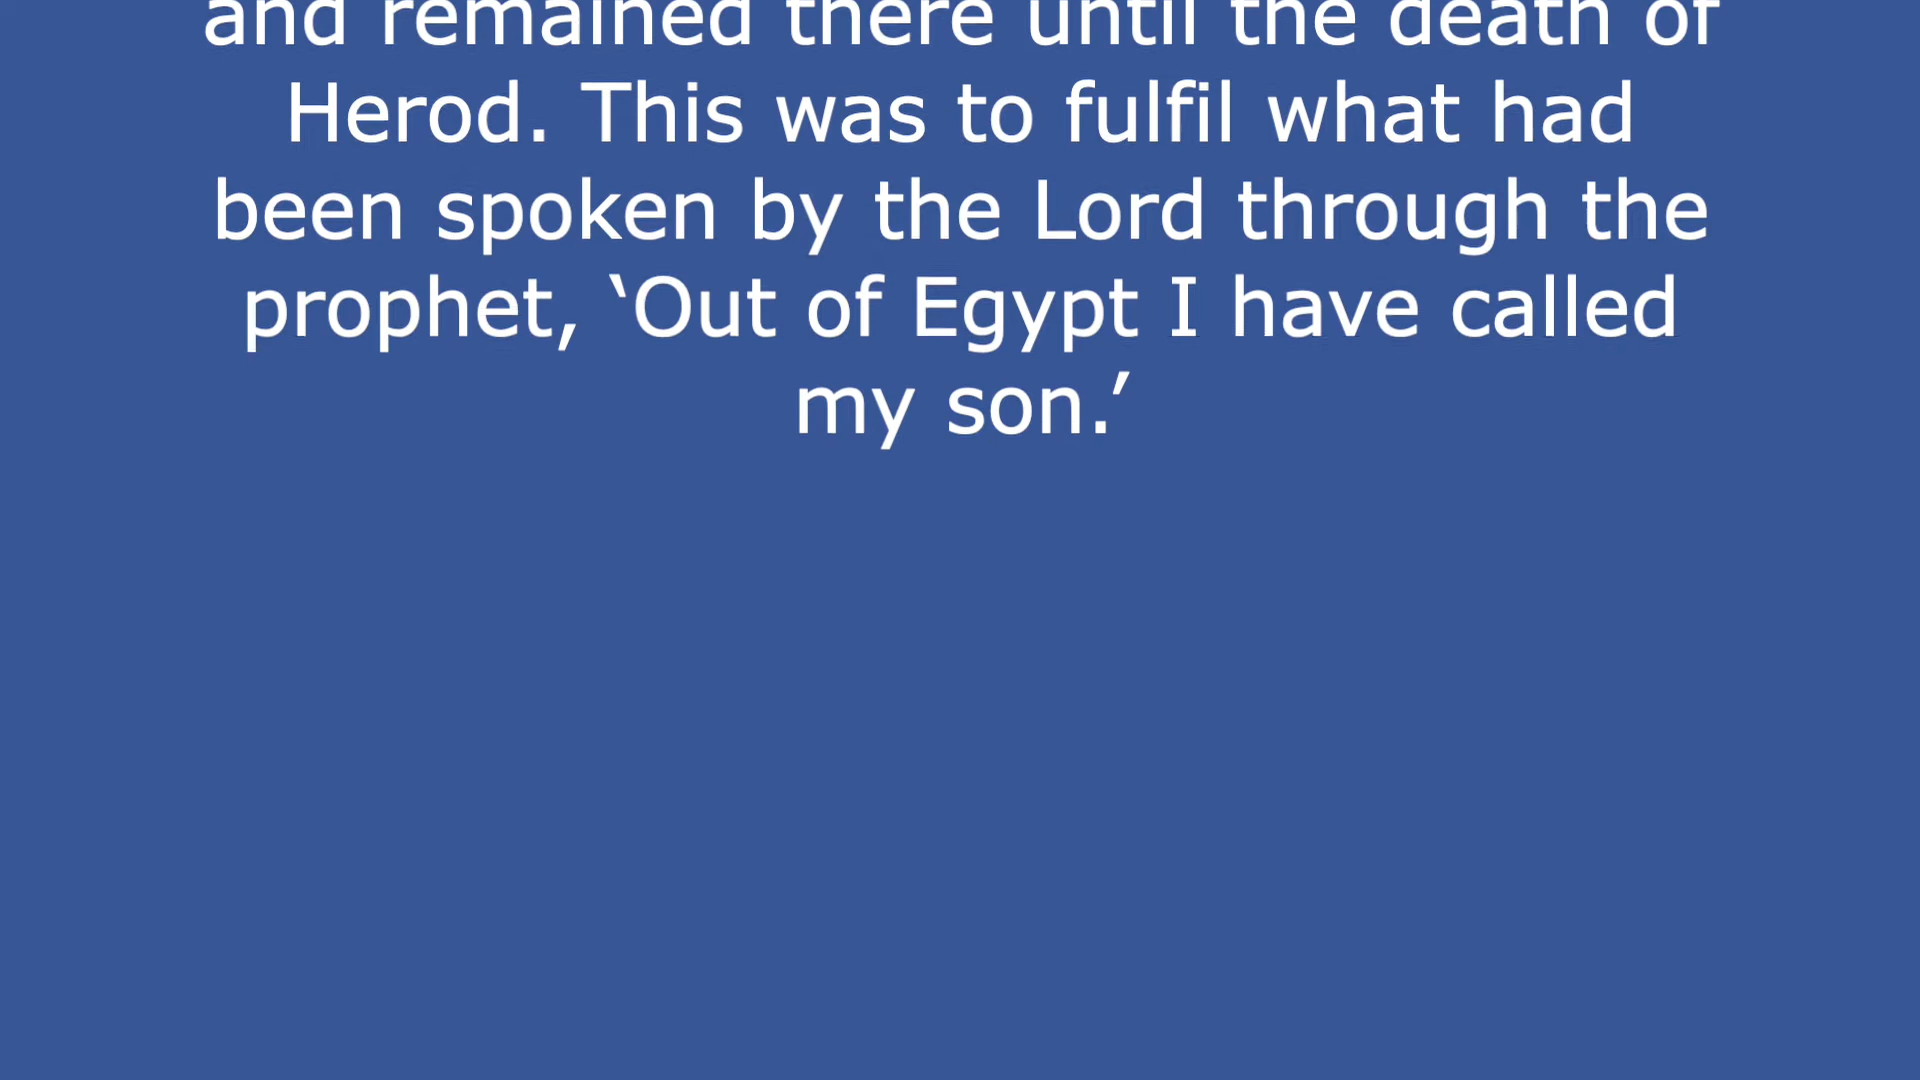 and remained there until the death of
Herod. This was to fulfil what had
been spoken by the Lord through the
prophet, ‘Out of Egypt I have called
my son.’